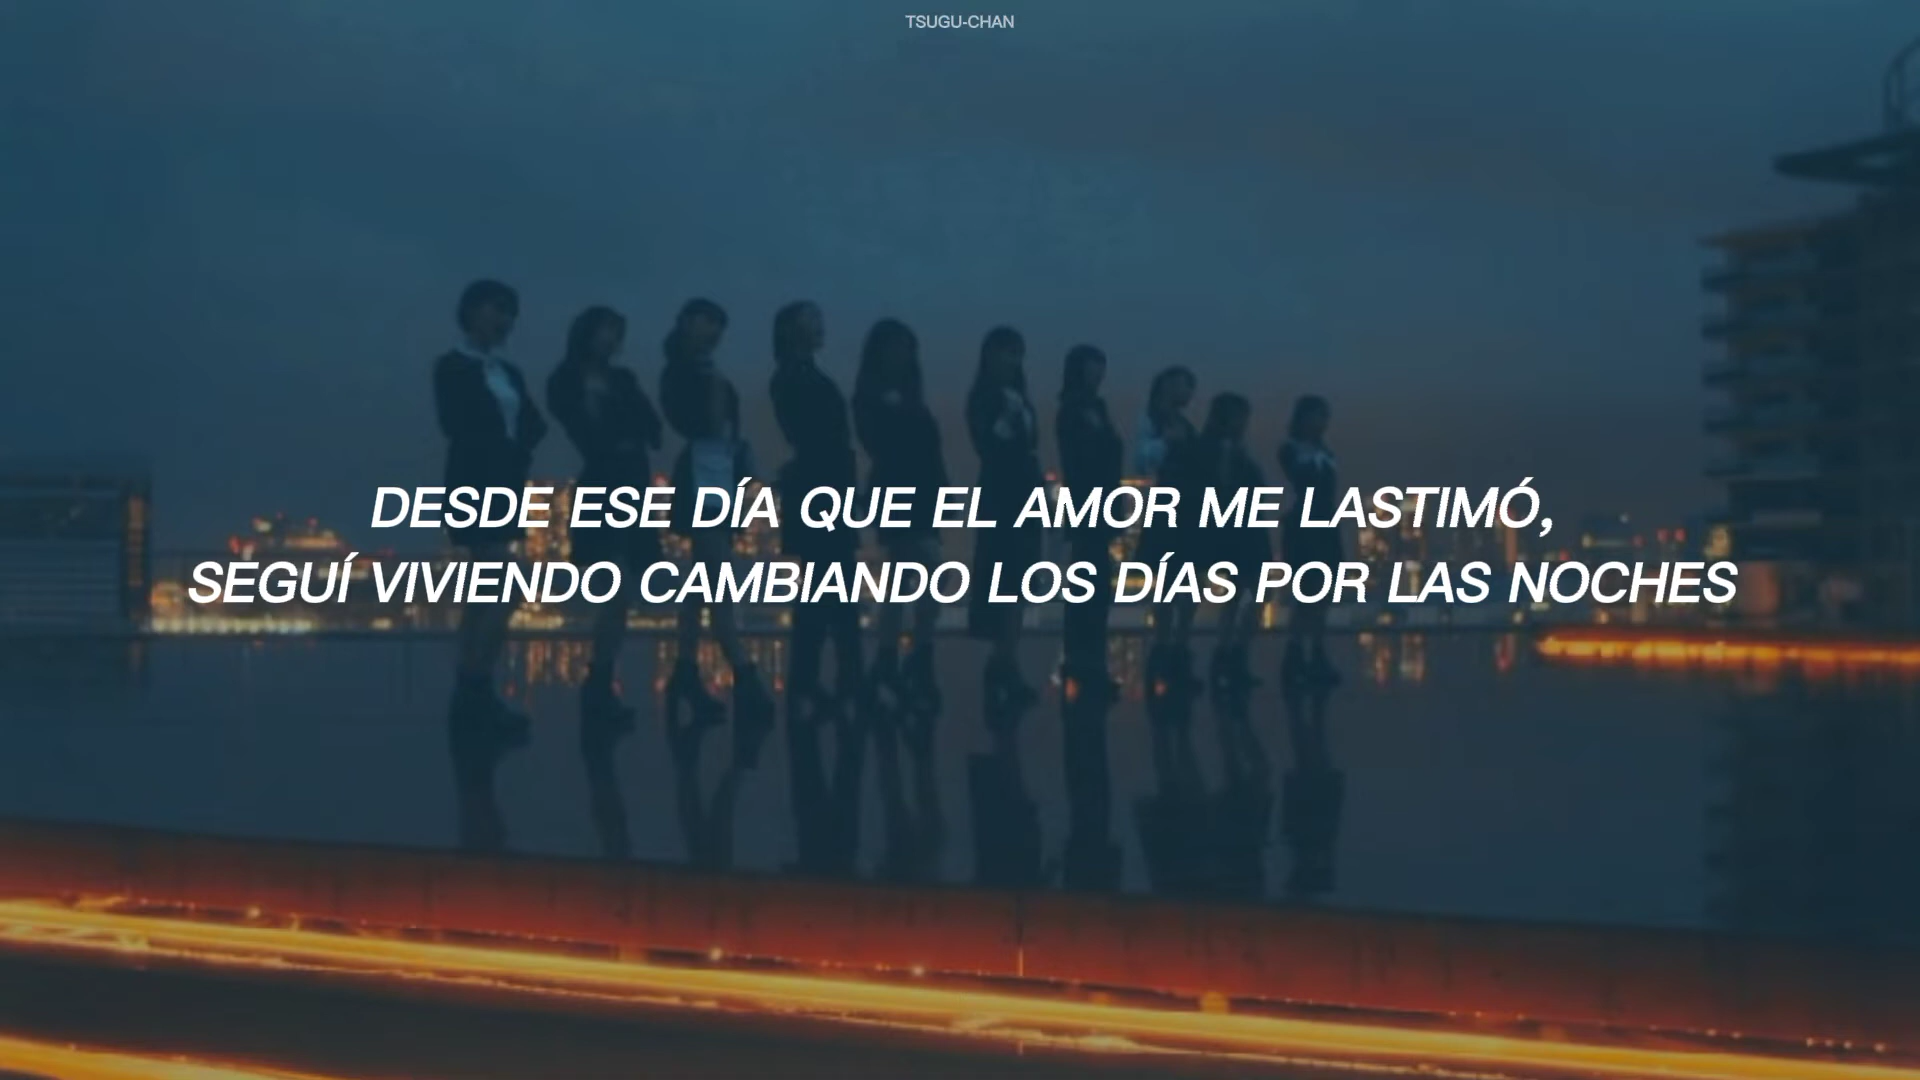 TSUGU-CHAN
DESDE ESE DÍA QUE EL AMOR ME LASTIMÓ,
SEGUÍ VIVIENDO CAMBIANDO LOS DÍAS POR LAS NOCHES